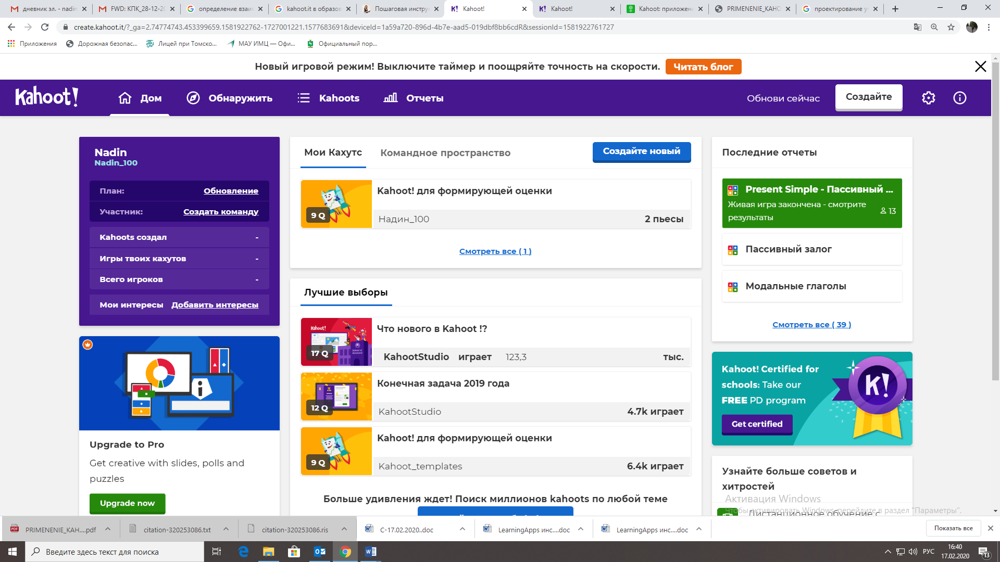 дневник эл. - nadin
FWD: КПК_28-12-20
определение взаи
kahoot.it в образов
Пошаговая инстру
Kahoot!
Kahoot!
Kahoot: приложен
PRIMENENIE_KAHO
проектирование у
create.kahoot.it/?_ga=2.74774743.453399659.1581922762-1727001221.1577683691&deviceId=1a59a720-896d-4b7e-aad5-019dbf8bb6cdR&sessionId=1581922761727
Приложения
Дорожная безопас...
Лицей при Томско...
МАУ ИМЦ — Офи...
Официальный пор...
Новый игровой режим! Выключите таймер и поощряйте точность на скорости.
Читать блог
Kahoot!
Дом
Обнаружить
Kahoots
Отчеты
Обнови сейчас
Создайте
Nadin
Nadin_100
План: Обновление
Участник: Создать команду
Kahoots создал -
Игры твоих кахутов -
Всего игроков -
Мои интересы Добавить интересы
Upgrade to Pro
Get creative with slides, polls and
puzzles
Upgrade now
Мои Кахутс
Командное пространство
Создайте новый
9 Q
Kahoot! для формирующей оценки
Надин_100 2 пьесы
Смотреть все ( 1 )
Лучшие выборы
Kahoot!
17 Q
Что нового в Kahoot !?
KahootStudio играет 123,3 тыс.
12 Q
Конечная задача 2019 года
KahootStudio 4.7k играет
9 Q
Kahoot! для формирующей оценки
Kahoot_templates 6.4k играет
Больше удивления ждет! Поиск миллионов kahoots по любой теме
Последние отчеты
Present Simple - Пассивный ...
Живая игра закончена - смотрите
результаты
13
Пассивный залог
Модальные глаголы
Смотреть все ( 39 )
Kahoot! Certified for
schools: Take our
FREE PD program
Get certified
K!
Узнайте больше советов и
хитростей
Активация Windows
Чтобы активировать Windows, перейдите в раздел "Параметры".
Дистанционное обучение с
PRIMENENIE_KAH....pdf
citation-320253086.txt
citation-320253086.ris
С-17.02.2020..doc
LearningApps инс....doc
LearningApps инс....doc
Показать все
Введите здесь текст для поиска
РУС
16:40
17.02.2020
13